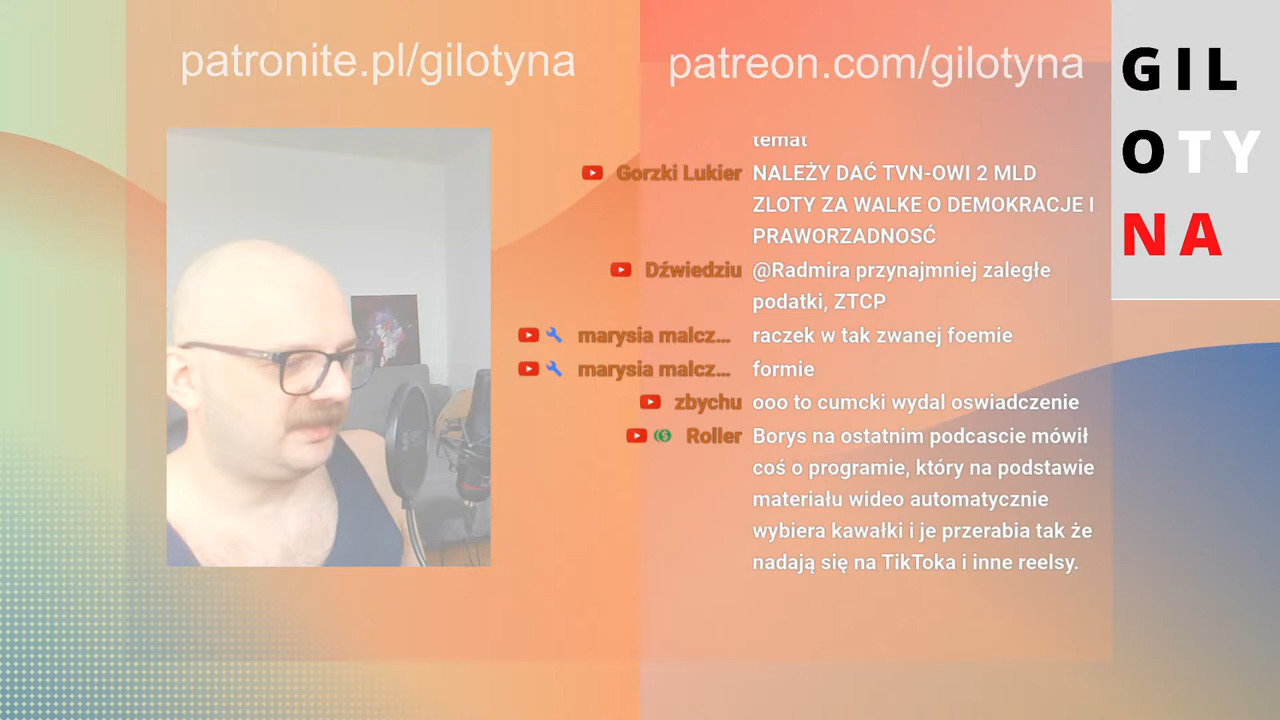 patronite.pl/gilotyna
patreon.com/gilotyna
GIL
OTY
NA
temat
Gorzki Lukier NALEŻY DAĆ TVN-OWI 2 MLD
ZLOTY ZA WALKE O DEMOKRACJE I
PRAWORZADNOSĆ
Dźwiedziu @Radmira przynajmniej zaległe
podatki, ZTCP
marysia malcz... raczek w tak zwanej foemie
marysia malcz... formie
zbychu ooo to cumcki wydal oswiadczenie
Roller Borys na ostatnim podcascie mówił
coś o programie, który na podstawie
materiału wideo automatycznie
wybiera kawałki i je przerabia tak że
nadają się na TikToka i inne reelsy.